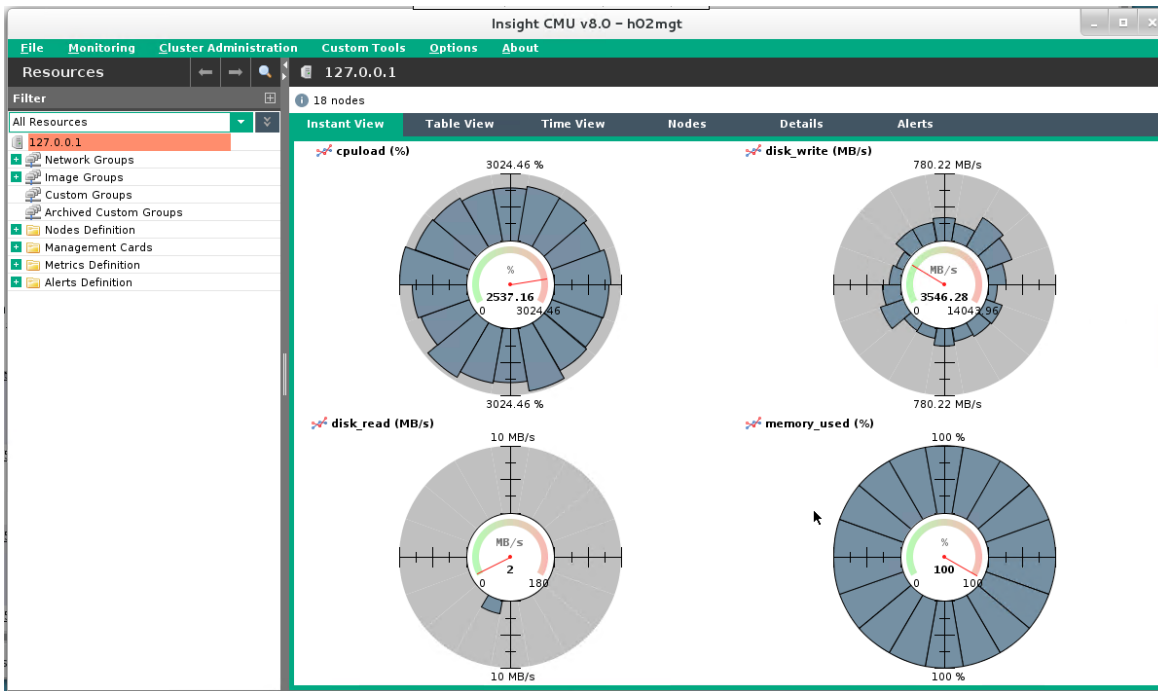 Insight CMU v8.0 - h02mgt
File Monitoring Cluster Administration Custom Tools Options About
Resources
127.0.0.1
Filter
18 nodes
All Resources
Instant View Table View Time View Nodes Details Alerts
127.0.0.1
Network Groups
Image Groups
Custom Groups
Archived Custom Groups
Nodes Definition
Management Cards
Metrics Definition
Alerts Definition
cpuload (%)
3024.46 %
%
2537.16
0 3024.46
3024.46 %
disk_write (MB/s)
780.22 MB/s
MB/s
3546.28
0 14043.96
780.22 MB/s
disk_read (MB/s)
10 MB/s
MB/s
2
0 180
10 MB/s
memory_used (%)
100 %
%
100
0 100
100 %